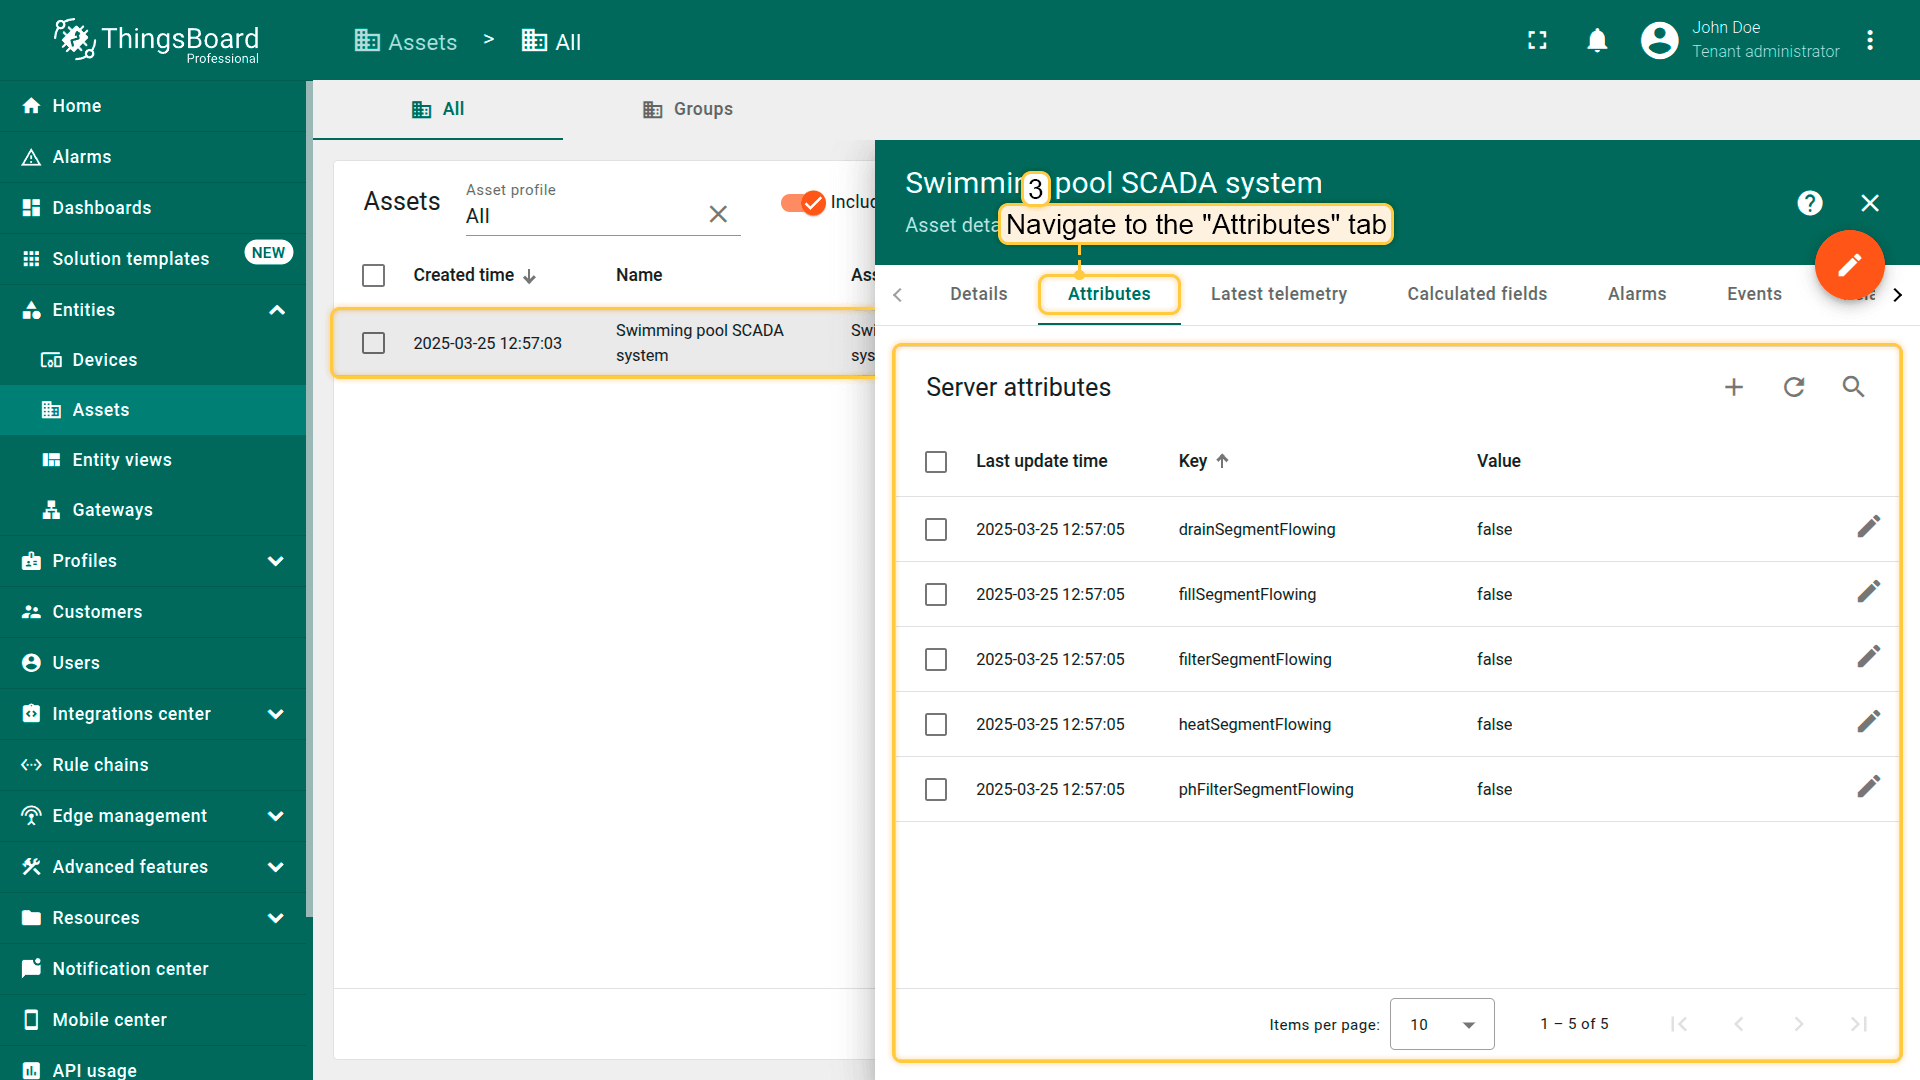 ThingsBoard
Professional
Assets > All
John Doe
Tenant administrator
Home
Alarms
Dashboards
Solution templates NEW
Entities
Devices
Assets
Entity views
Gateways
Profiles
Customers
Users
Integrations center
Rule chains
Edge management
Advanced features
Resources
Notification center
Mobile center
API usage
All Groups
Assets
Asset profile
All
Includ
Created time Name Ass
2025-03-25 12:57:03
Swimming pool SCADA
system
Swi
sys
Swimmin 3 pool SCADA system
Asset deta
Navigate to the "Attributes" tab
Details Attributes Latest telemetry Calculated fields Alarms Events
Server attributes
Last update time Key Value
2025-03-25 12:57:05 drainSegmentFlowing false
2025-03-25 12:57:05 fillSegmentFlowing false
2025-03-25 12:57:05 filterSegmentFlowing false
2025-03-25 12:57:05 heatSegmentFlowing false
2025-03-25 12:57:05 phFilterSegmentFlowing false
Items per page: 10 1 – 5 of 5